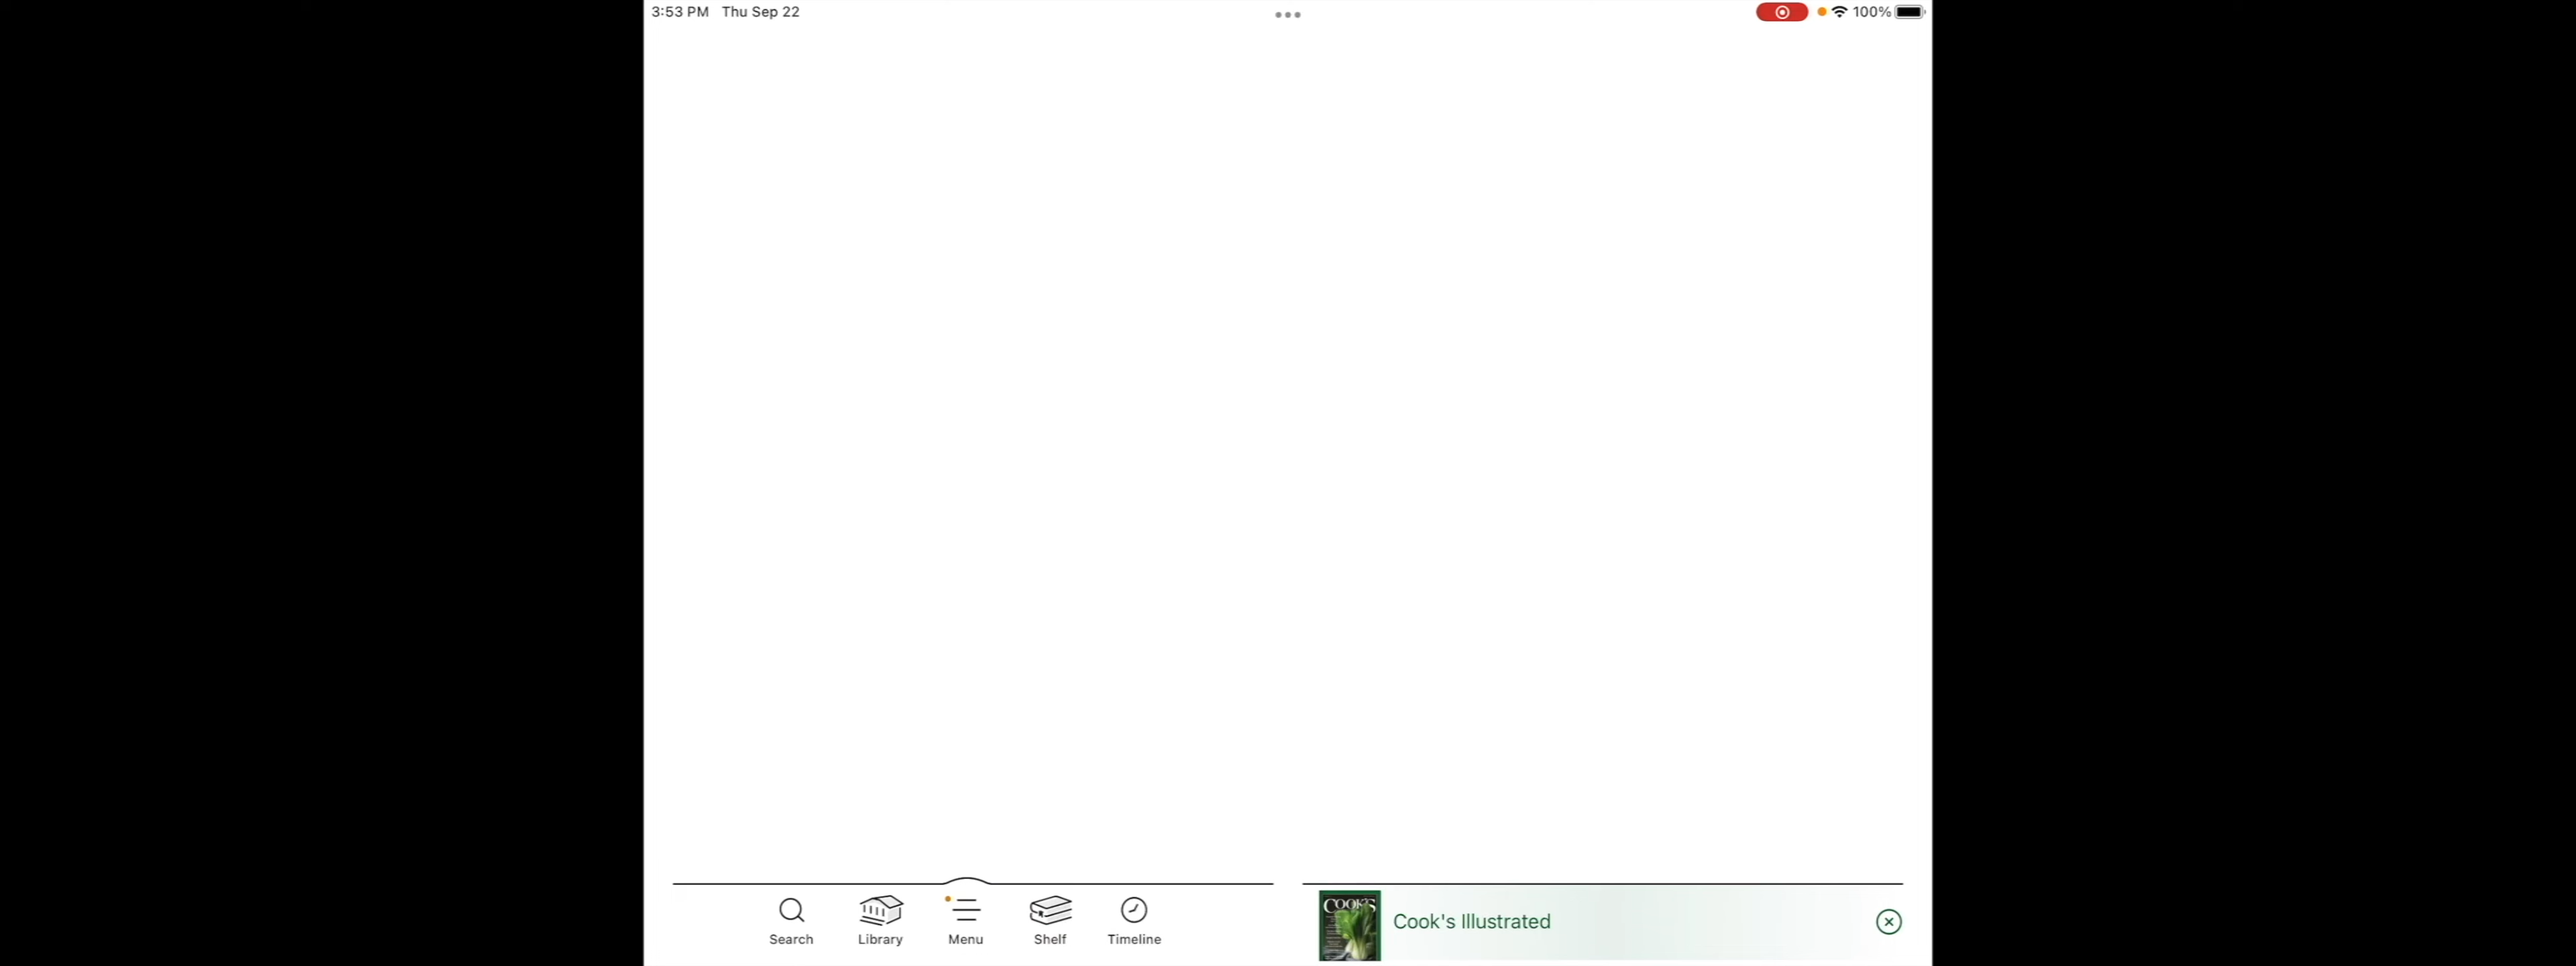 3:53 PM Thu Sep 22
100%
Search Library Menu Shelf Timeline
COOK'S
Cook's Illustrated